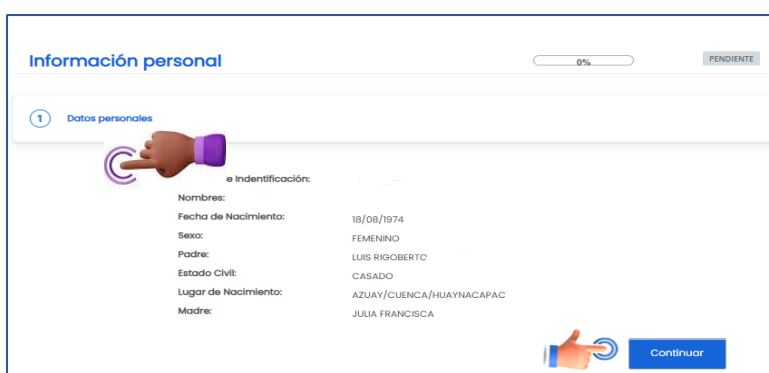 Información personal 0% PENDIENTE
1 Datos personales
e Indentificación:
Nombres:
Fecha de Nacimiento: 18/08/1974
Sexo: FEMENINO
Padre: LUIS RIGOBERTO
Estado Civil: CASADO
Lugar de Nacimiento: AZUAY/CUENCA/HUAYNACAPAC
Madre: JULIA FRANCISCA
Continuar